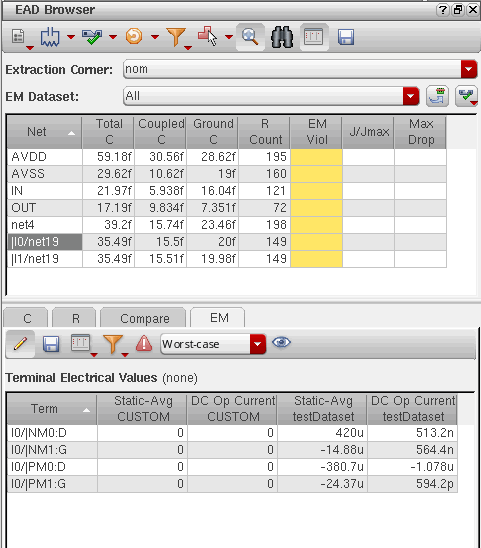 EAD Browser
Extraction Corner: nom
EM Dataset: All
Net Total C Coupled C Ground C R Count EM Viol J/Jmax Max Drop
AVDD 59.18f 30.56f 28.62f 195
AVSS 29.62f 10.62f 19f 160
IN 21.97f 5.938f 16.04f 121
OUT 17.19f 9.834f 7.351f 72
net4 39.2f 15.74f 23.46f 198
|I0/net19 35.49f 15.5f 20f 149
|I1/net19 35.49f 15.51f 19.98f 149
C R Compare EM
Worst-case
Terminal Electrical Values (none)
Term Static-Avg CUSTOM DC Op Current CUSTOM Static-Avg testDataset DC Op Current testDataset
I0/|NM0:D 0 0 420u 513.2n
I0/|NM1:G 0 0 -14.88u 564.4n
I0/|PM0:D 0 0 -380.7u -1.078u
I0/|PM1:G 0 0 -24.37u 594.2p